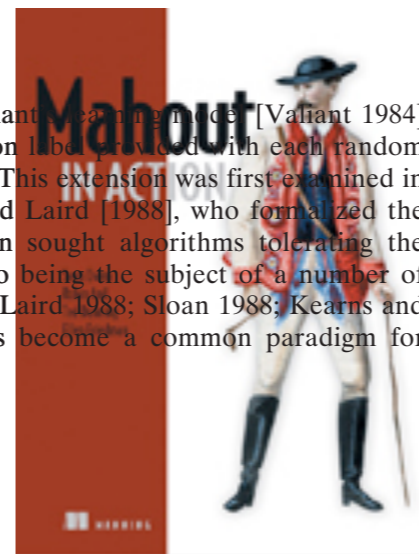 Mahout
IN ACTION
iant's learning model [Valiant 1984]
on label provided with each random
This extension was first examined in
d Laird [1988], who formalized the
n sought algorithms tolerating the
o being the subject of a number of
Laird 1988; Sloan 1988; Kearns and
s become a common paradigm for
MANNING